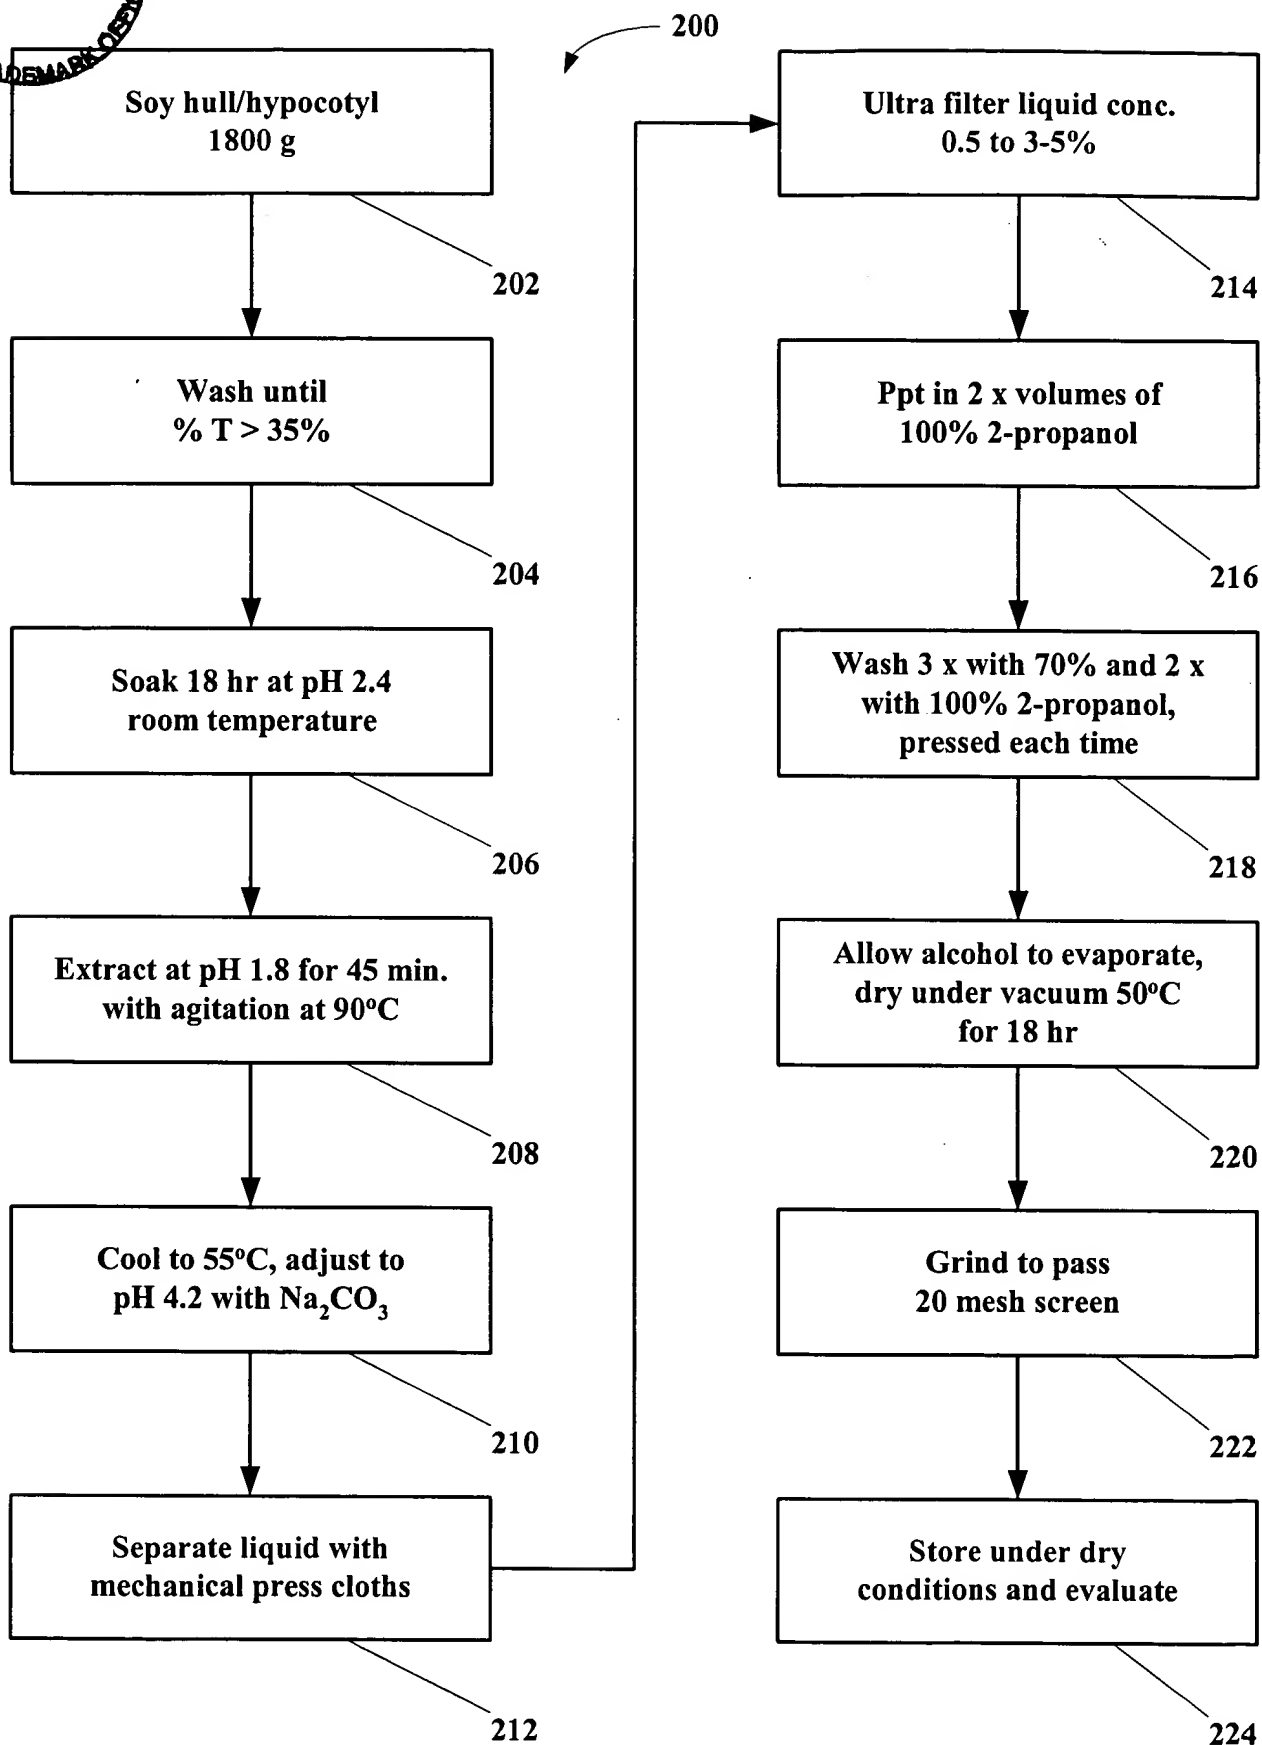 200
Soy hull/hypocotyl
1800 g
202
Wash until
% T > 35%
204
Soak 18 hr at pH 2.4
room temperature
206
Extract at pH 1.8 for 45 min.
with agitation at 90ºC
208
Cool to 55ºC, adjust to
pH 4.2 with Na₂CO₃
210
Separate liquid with
mechanical press cloths
212
Ultra filter liquid conc.
0.5 to 3-5%
214
Ppt in 2 x volumes of
100% 2-propanol
216
Wash 3 x with 70% and 2 x
with 100% 2-propanol,
pressed each time
218
Allow alcohol to evaporate,
dry under vacuum 50ºC
for 18 hr
220
Grind to pass
20 mesh screen
222
Store under dry
conditions and evaluate
224